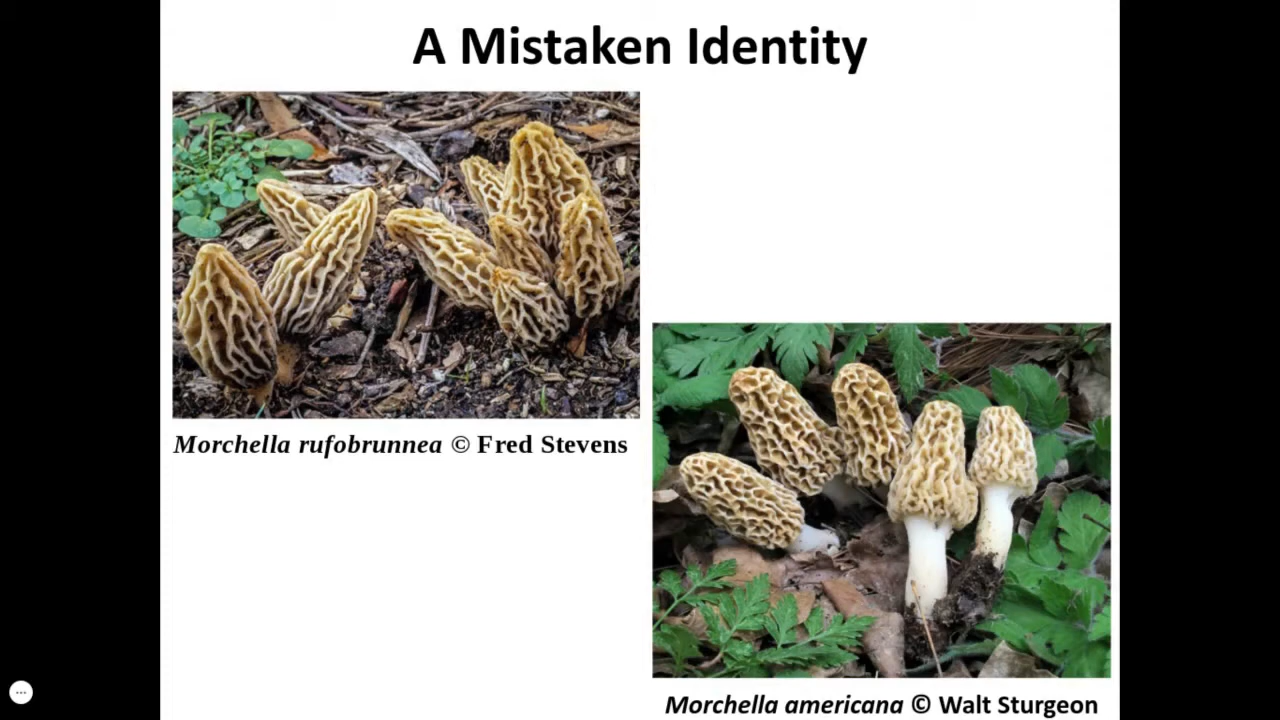 A Mistaken Identity
Morchella rufobrunnea © Fred Stevens
Morchella americana © Walt Sturgeon